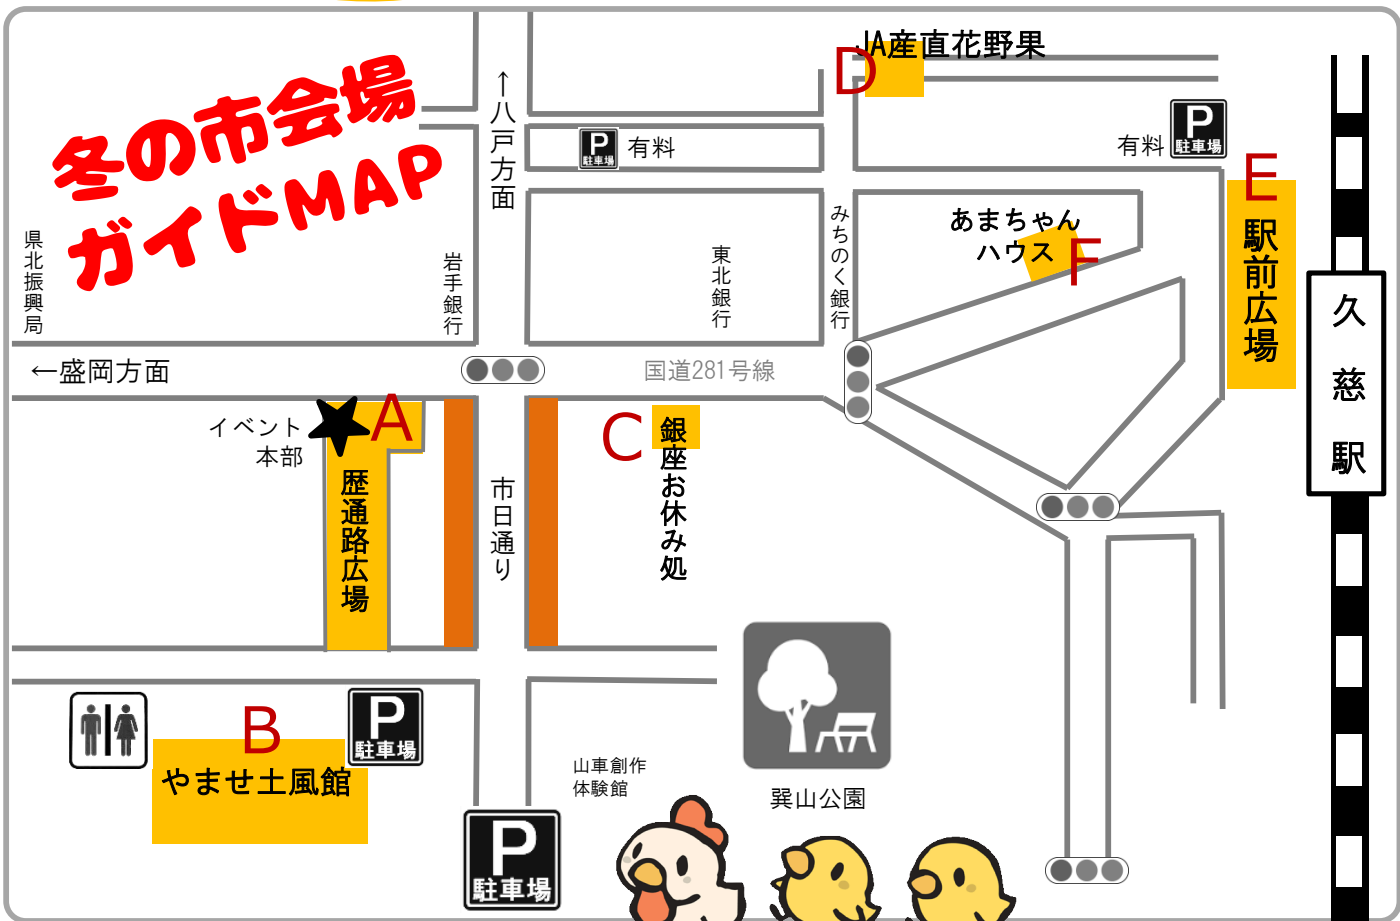 冬の市会場
ガイドMAP
↑八戸方面
JA産直花野果
D
P
駐車場
有料
有料
P
駐車場
E
駅前広場
あまちゃん
ハウス
F
県北振興局
岩手銀行
東北銀行
みちのく銀行
久慈駅
←盛岡方面
国道281号線
イベント
本部
A
歴通路広場
市日通り
C
銀座お休み処
B
やませ土風館
P
駐車場
P
駐車場
山車創作
体験館
巽山公園